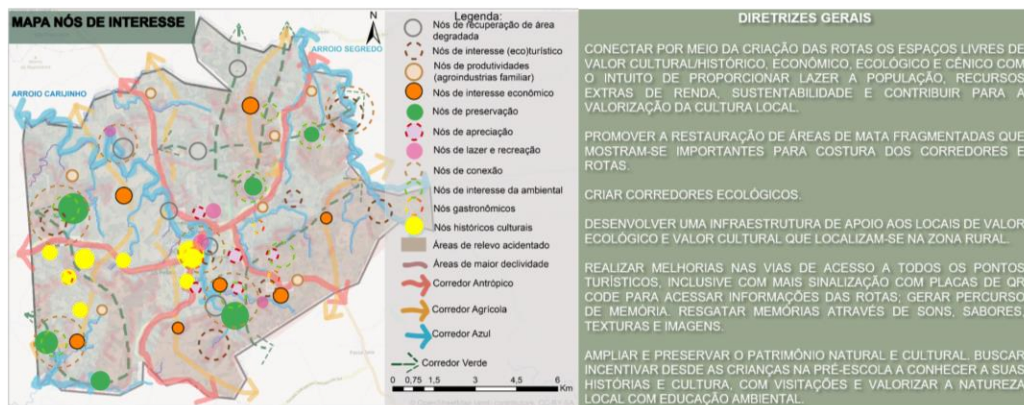 MAPA NÓS DE INTERESSE
N
ARROIO SEGREDO
ARROIO CARIJINHO
Legenda:
Nós de recuperação de área
degradada
Nós de interesse (eco)turístico
Nós de produtividades
(agroindustrias familiar)
Nós de interesse econômico
Nós de preservação
Nós de apreciação
Nós de lazer e recreação
Nós de conexão
Nós de interesse da ambiental
Nós gastronômicos
Nós históricos culturais
Áreas de relevo acidentado
Áreas de maior declividade
Corredor Antrópico
Corredor Agrícola
Corredor Azul
Corredor Verde
0 0,75 1,5 3 4,5 6
Km
DIRETRIZES GERAIS
CONECTAR POR MEIO DA CRIAÇÃO DAS ROTAS OS ESPAÇOS LIVRES DE
VALOR CULTURAL/HISTÓRICO, ECONÔMICO, ECOLÓGICO E CÊNICO COM
O INTUITO DE PROPORCIONAR LAZER A POPULAÇÃO, RECURSOS
EXTRAS DE RENDA, SUSTENTABILIDADE E CONTRIBUIR PARA A
VALORIZAÇÃO DA CULTURA LOCAL.
PROMOVER A RESTAURAÇÃO DE ÁREAS DE MATA FRAGMENTADAS QUE
MOSTRAM-SE IMPORTANTES PARA COSTURA DOS CORREDORES E
ROTAS.
CRIAR CORREDORES ECOLÓGICOS.
DESENVOLVER UMA INFRAESTRUTURA DE APOIO AOS LOCAIS DE VALOR
ECOLÓGICO E VALOR CULTURAL QUE LOCALIZAM-SE NA ZONA RURAL.
REALIZAR MELHORIAS NAS VIAS DE ACESSO A TODOS OS PONTOS
TURÍSTICOS, INCLUSIVE COM MAIS SINALIZAÇÃO COM PLACAS DE QR
CODE PARA ACESSAR INFORMAÇÕES DAS ROTAS; GERAR PERCURSO
DE MEMÓRIA. RESGATAR MEMÓRIAS ATRAVÉS DE SONS, SABORES,
TEXTURAS E IMAGENS.
AMPLIAR E PRESERVAR O PATRIMÔNIO NATURAL E CULTURAL. BUSCAR
INCENTIVAR DESDE AS CRIANÇAS NA PRÉ-ESCOLA A CONHECER A SUAS
HISTÓRIAS E CULTURA, COM VISITAÇÕES E VALORIZAR A NATUREZA
LOCAL COM EDUCAÇÃO AMBIENTAL.